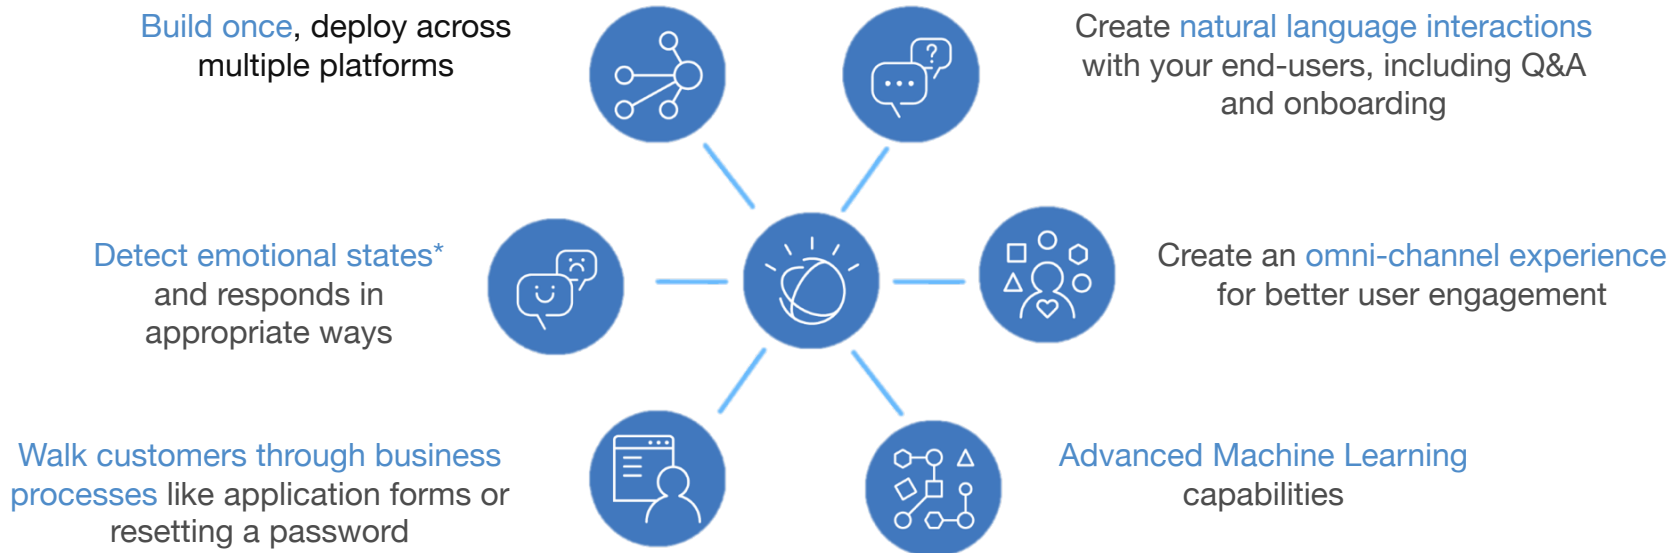 Build once, deploy across
multiple platforms
Create natural language interactions
with your end-users, including Q&A
and onboarding
?
Detect emotional states*
and responds in
appropriate ways
Create an omni-channel experience
for better user engagement
Walk customers through business
processes like application forms or
resetting a password
Advanced Machine Learning
capabilities